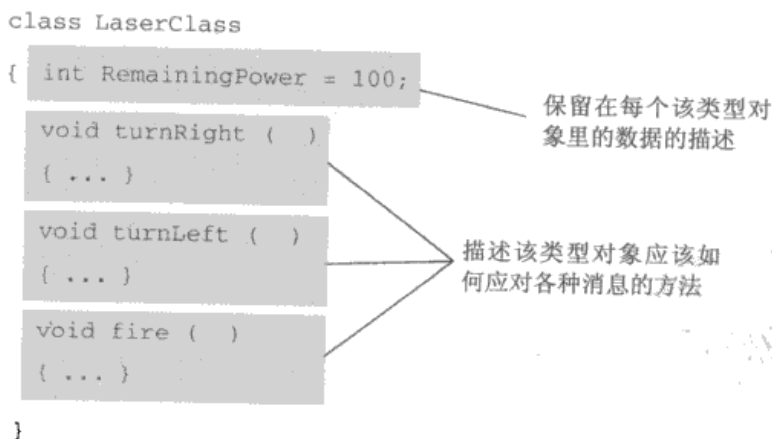 class LaserClass
{ int RemainingPower = 100;
保留在每个该类型对
象里的数据的描述
void turnRight ( )
{ ... }
void turnLeft ( )
{ ... }
描述该类型对象应该如
何应对各种消息的方法
void fire ( )
{ ... }
}